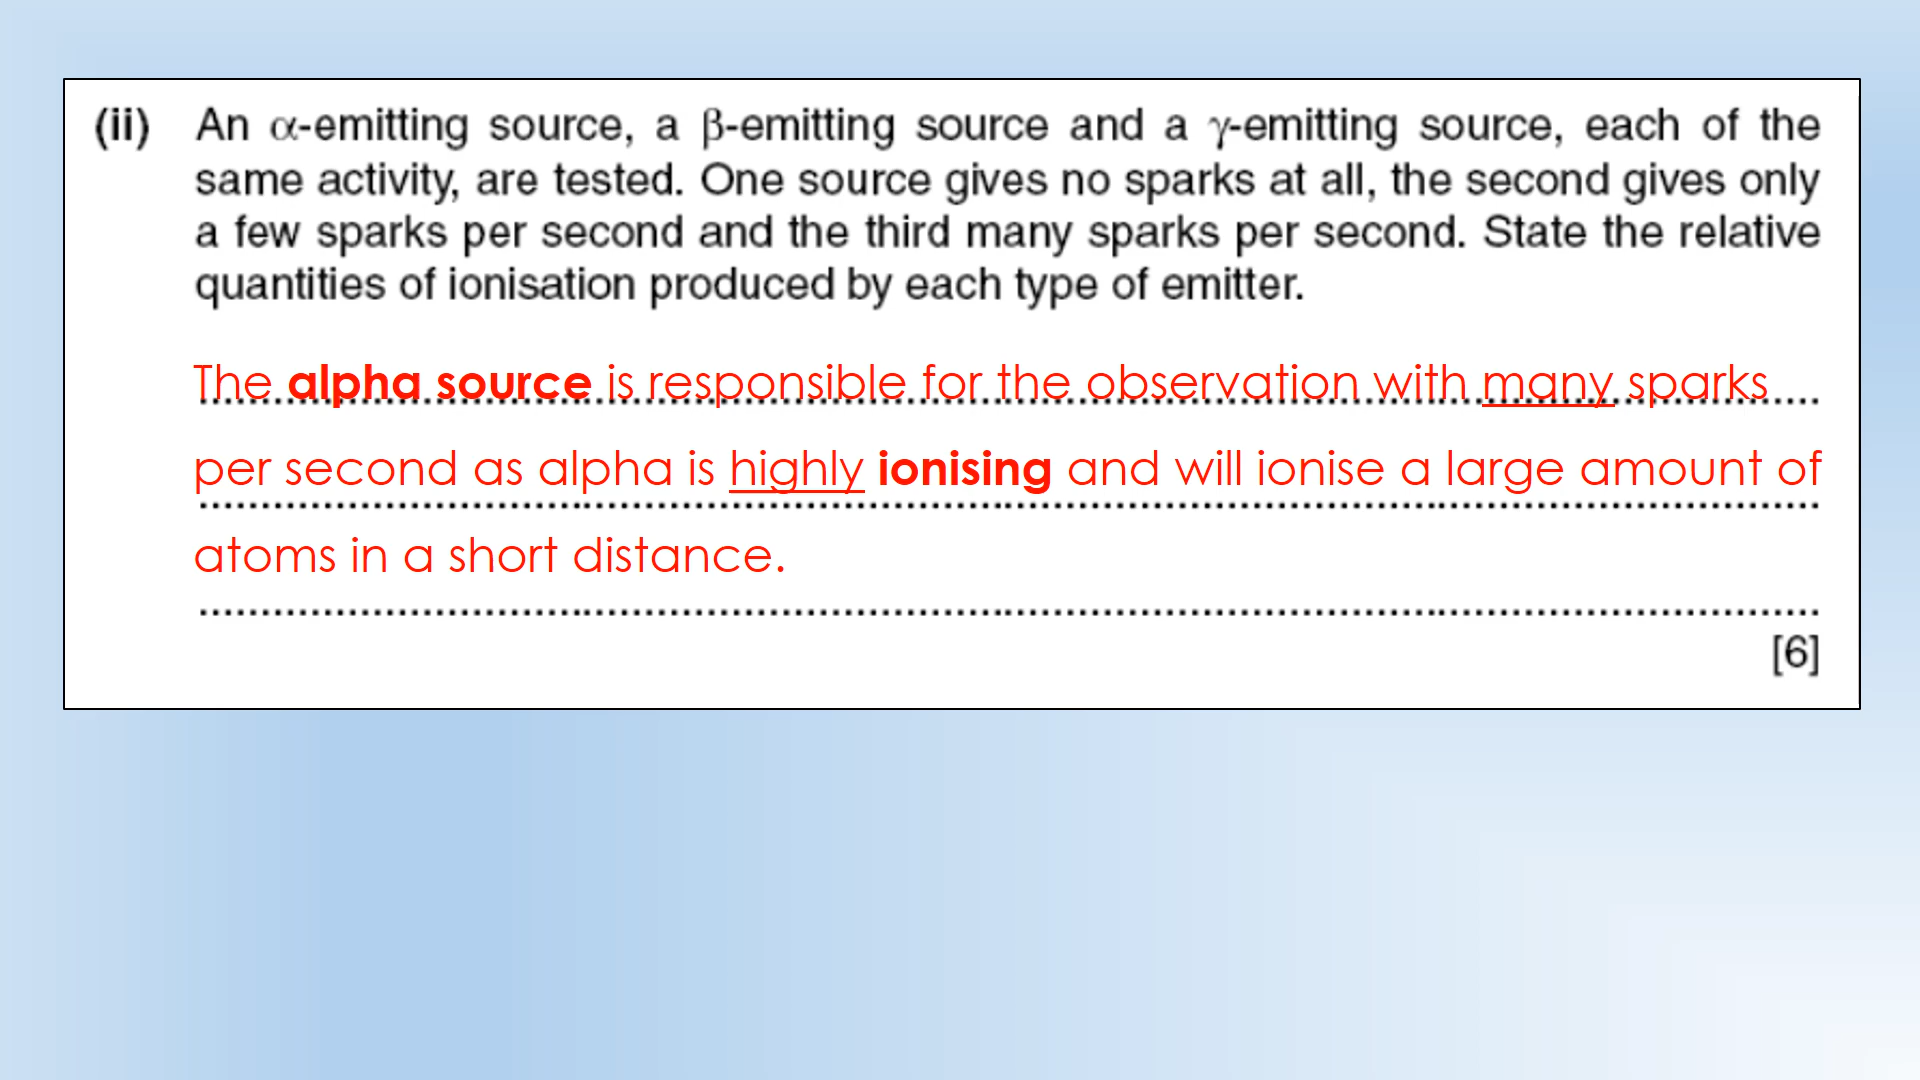 (ii) An α-emitting source, a β-emitting source and a γ-emitting source, each of the
same activity, are tested. One source gives no sparks at all, the second gives only
a few sparks per second and the third many sparks per second. State the relative
quantities of ionisation produced by each type of emitter.
The alpha source is responsible for the observation with many sparks
per second as alpha is highly ionising and will ionise a large amount of
atoms in a short distance.
[6]